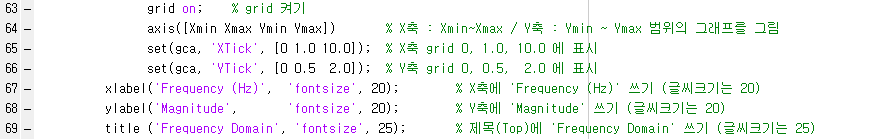 63 – grid on; % grid 켜기
64 – axis([Xmin Xmax Ymin Ymax]) % X축 : Xmin~Xmax / Y축 : Ymin ~ Ymax 범위의 그래프를 그림
65 – set(gca, 'XTick', [0 1.0 10.0]); % X축 grid 0, 1.0, 10.0 에 표시
66 – set(gca, 'YTick', [0 0.5 2.0]); % Y축 grid 0, 0.5, 2.0 에 표시
67 – xlabel('Frequency (Hz)', 'fontsize', 20); % X축에 'Frequency (Hz)' 쓰기 (글씨크기는 20)
68 – ylabel('Magnitude', 'fontsize', 20); % Y축에 'Magnitude' 쓰기 (글씨크기는 20)
69 – title ('Frequency Domain', 'fontsize', 25); % 제목(Top)에 'Frequency Domain' 쓰기 (글씨크기는 25)